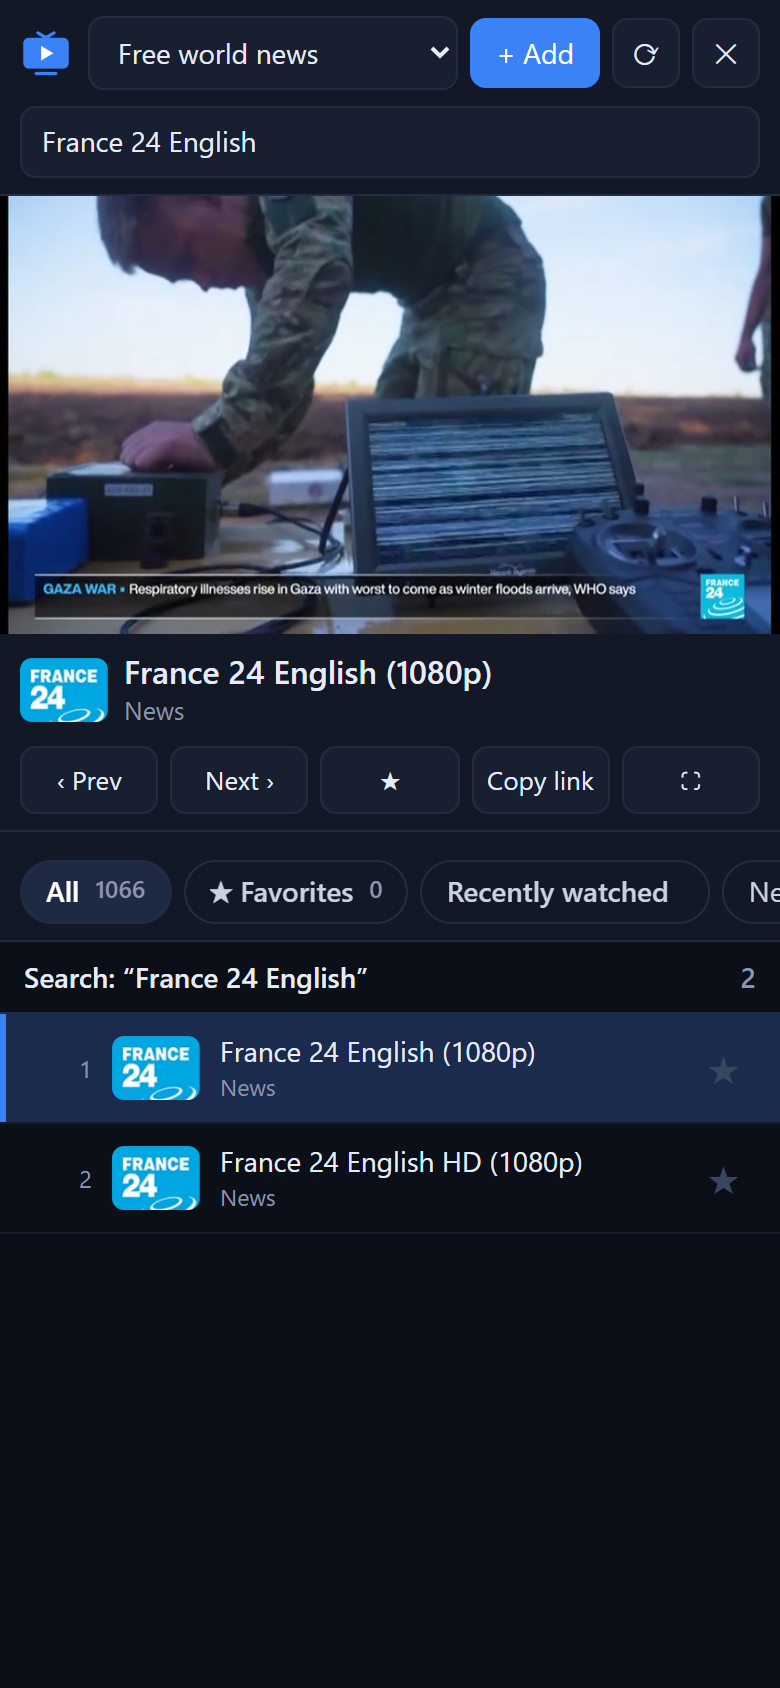 Free world news
+ Add
France 24 English
GAZA WAR ▪ Respiratory illnesses rise in Gaza with worst to come as winter floods arrive, WHO says
FRANCE
24
FRANCE
24
France 24 English (1080p)
News
‹ Prev
Next ›
★
Copy link
All 1066
★ Favorites 0
Recently watched
Ne
Search: “France 24 English”
2
1
FRANCE
24
France 24 English (1080p)
News
★
2
FRANCE
24
France 24 English HD (1080p)
News
★